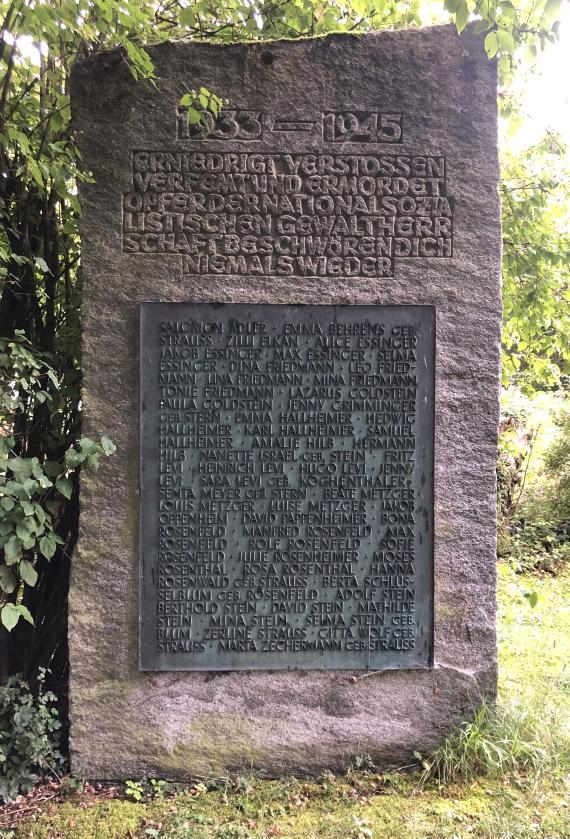 1933 — 1945
ERNIEDRIGT VERSTOSSEN
VERFEMT UND ERMORDET
OPFER DER NATIONALSOZIA
LISTISCHEN GEWALTHERR
SCHAFT BESCHWÖREN DICH
NIEMALS WIEDER
SALOMON ADLER · EMMA BEHRENS GEB.
STRAUSS · ZILLI ELKAN · ALICE ESSINGER
JAKOB ESSINGER · MAX ESSINGER · SELMA
ESSINGER · DINA FRIEDMANN · LEO FRIED-
MANN · LINA FRIEDMANN · MINA FRIEDMANN
TONIE FRIEDMANN · LAZARUS GOLDSTEIN
PAULA GOLDSTEIN · JENNY GRIMMINGER
GEB. STERN · EMMA HALLHEIMER · HEDWIG
HALLHEIMER · KARL HALLHEIMER · SAMUEL
HALLHEIMER · AMALIE HILB · HERMANN
HILB · NANETTE ISRAEL GEB. STEIN · FRITZ
LEVI · HEINRICH LEVI · HUGO LEVI · JENNY
LEVI · SARA LEVI GEB. KOCHENTHALER ·
SEMTA MEYER GEB. STERN · BEATE METZGER
LOUIS METZGER · LUISE METZGER · JAKOB
OPPENHEIM · DAVID PAPPENHEIMER · BONA
ROSENFELD · MANFRED ROSENFELD · MAX
ROSENFELD · ROLF ROSENFELD · SOFIE
ROSENFELD · JULIE ROSENHEIMER · MOSES
ROSENTHAL · ROSA ROSENTHAL · HANNA
ROSENWALD GEB. STRAUSS · BERTA SCHLÜS-
SELBLUM GEB. ROSENFELD · ADOLF STEIN
BERTHOLD STEIN · DAVID STEIN · MATHILDE
STEIN · MINA STEIN · SELMA STEIN GEB.
BLUM · ZERLINE STRAUSS · GITTA WOLF GEB.
STRAUSS · MARTA ZECHERMANN GEB. STRAUSS